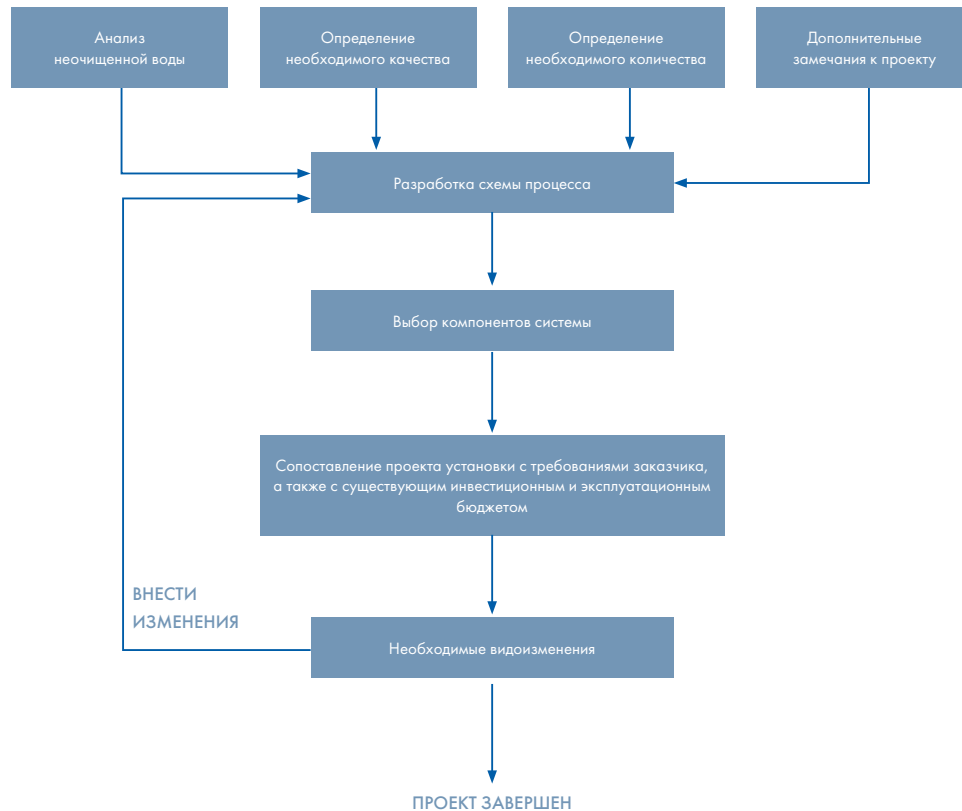 Анализ
неочищенной воды
Определение
необходимого качества
Определение
необходимого количества
Дополнительные
замечания к проекту
Разработка схемы процесса
Выбор компонентов системы
Сопоставление проекта установки с требованиями заказчика,
а также с существующим инвестиционным и эксплуатационным
бюджетом
ВНЕСТИ
ИЗМЕНЕНИЯ
Необходимые видоизменения
ПРОЕКТ ЗАВЕРШЕН